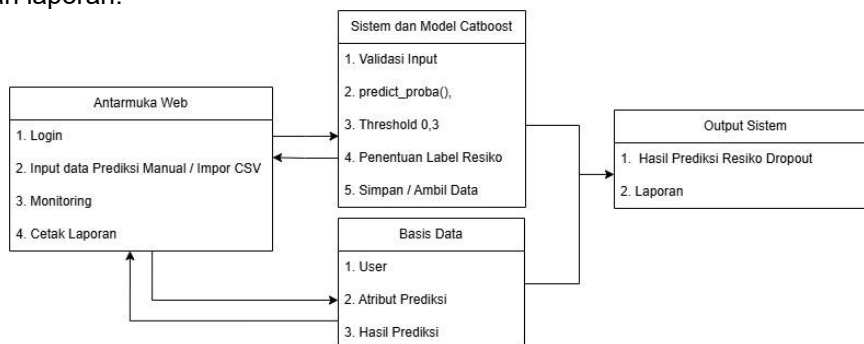 an laporan.
Sistem dan Model Catboost
1. Validasi Input
2. predict_proba(),
3. Threshold 0,3
4. Penentuan Label Resiko
5. Simpan / Ambil Data
Antarmuka Web
1. Login
2. Input data Prediksi Manual / Impor CSV
3. Monitoring
4. Cetak Laporan
Basis Data
1. User
2. Atribut Prediksi
3. Hasil Prediksi
Output Sistem
1. Hasil Prediksi Resiko Dropout
2. Laporan